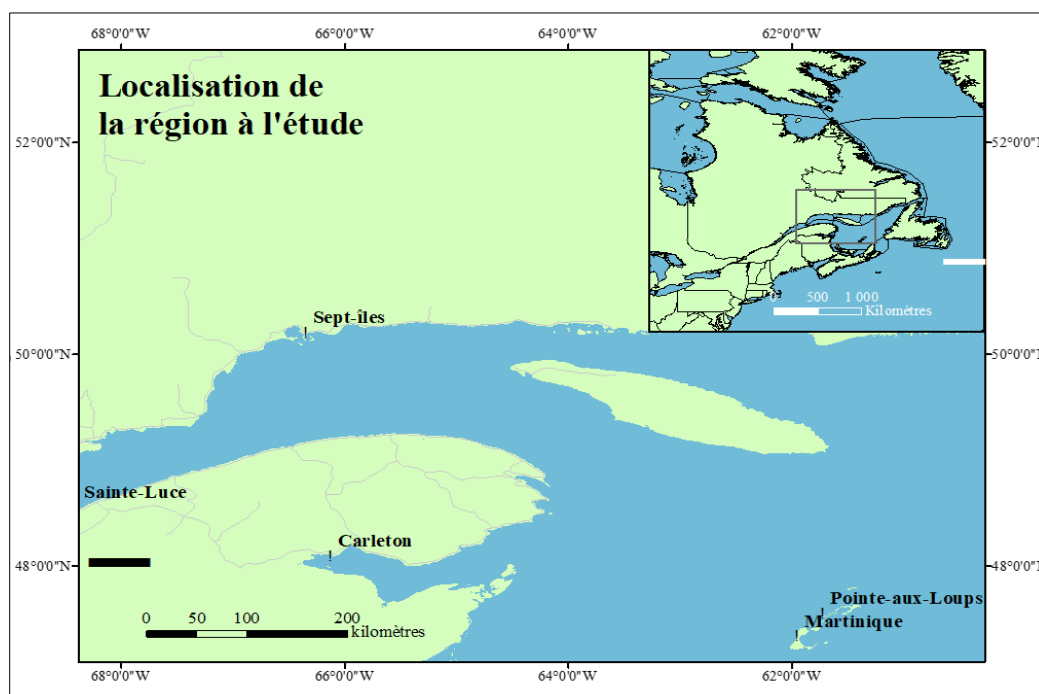 68°0'0"W 66°0'0"W 64°0'0"W 62°0'0"W
Localisation de
la région à l'étude
52°0'0"N 52°0'0"N
0 500 1 000
Kilomètres
Sept-îles
50°0'0"N 50°0'0"N
Sainte-Luce
Carleton
48°0'0"N 48°0'0"N
Pointe-aux-Loups
Martinique
0 50 100 200
kilomètres
68°0'0"W 66°0'0"W 64°0'0"W 62°0'0"W